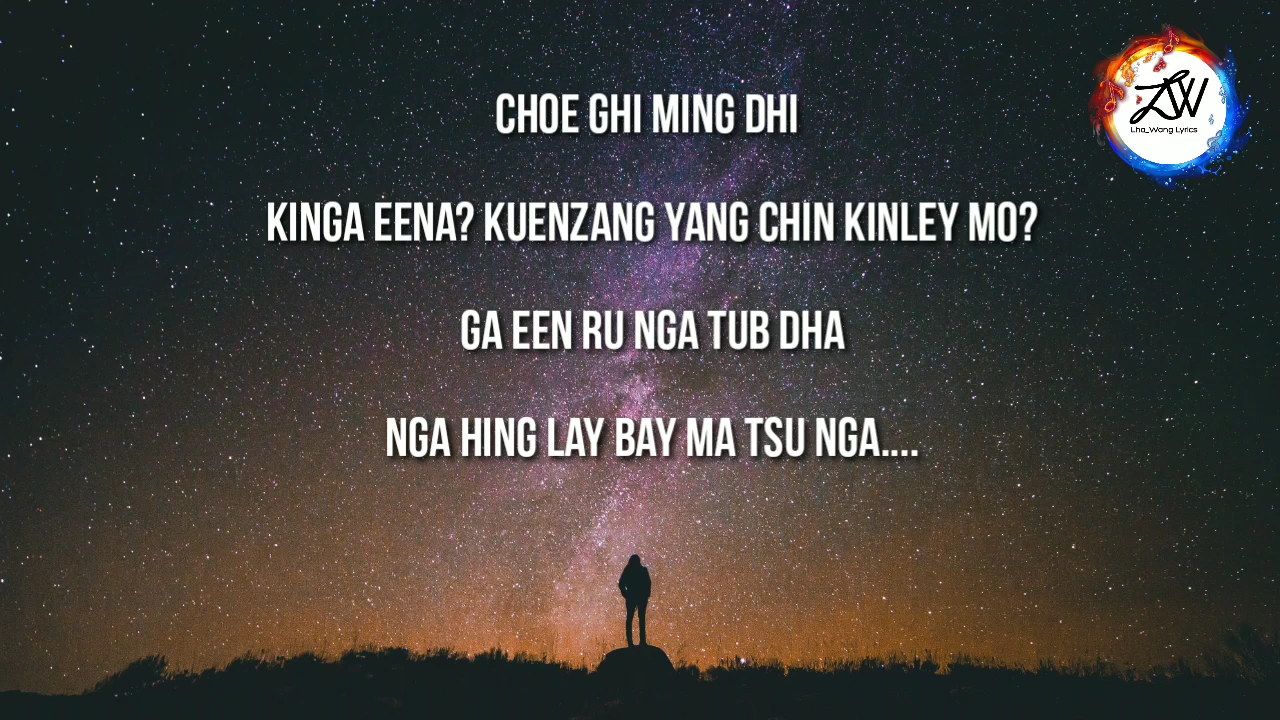 CHOE GHI MING DHI
KINGA EENA? KUENZANG YANG CHIN KINLEY MO?
GA EEN RU NGA TUB DHA
NGA HING LAY BAY MA TSU NGA....
LW
Lha_Wang Lyrics